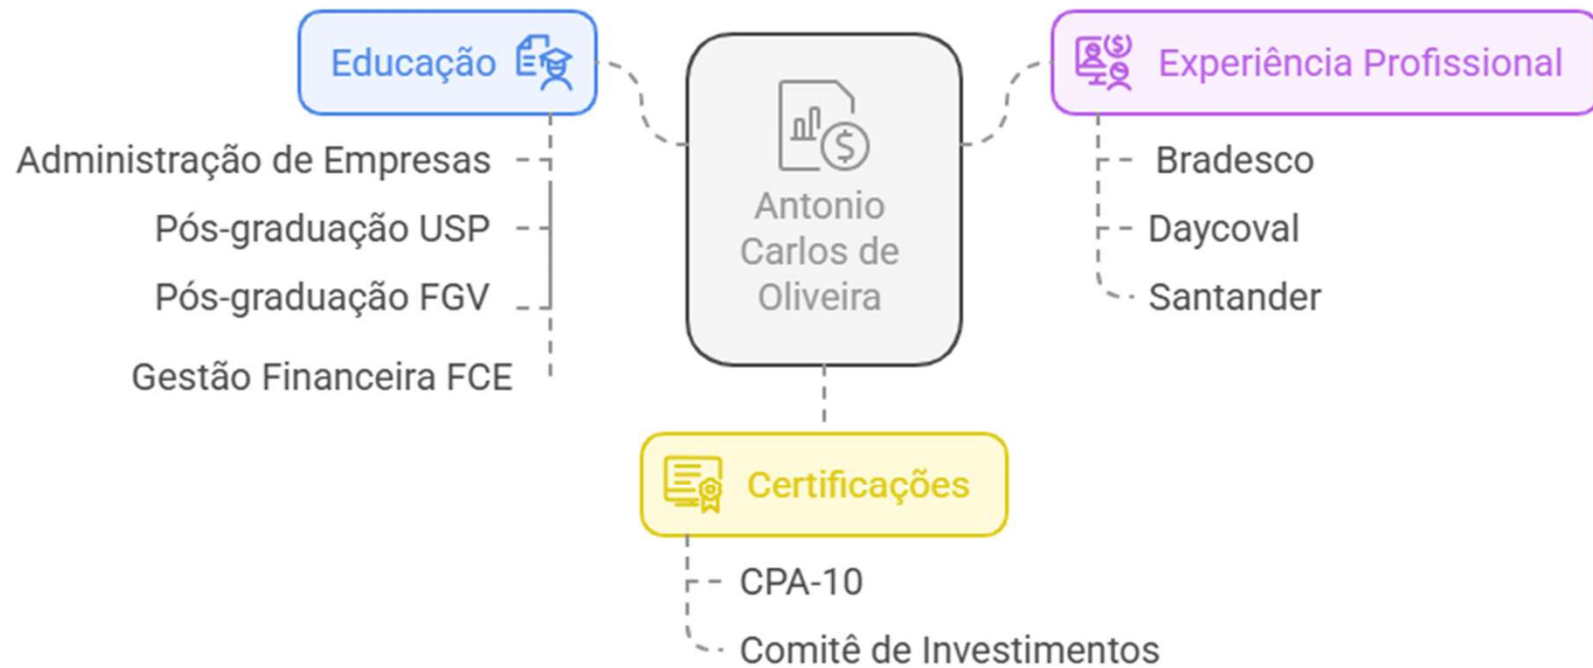 Educação
Administração de Empresas
Pós-graduação USP
Pós-graduação FGV
Gestão Financeira FCE
$
Antonio
Carlos de
Oliveira
$
Experiência Profissional
Bradesco
Daycoval
Santander
Certificações
CPA-10
Comitê de Investimentos